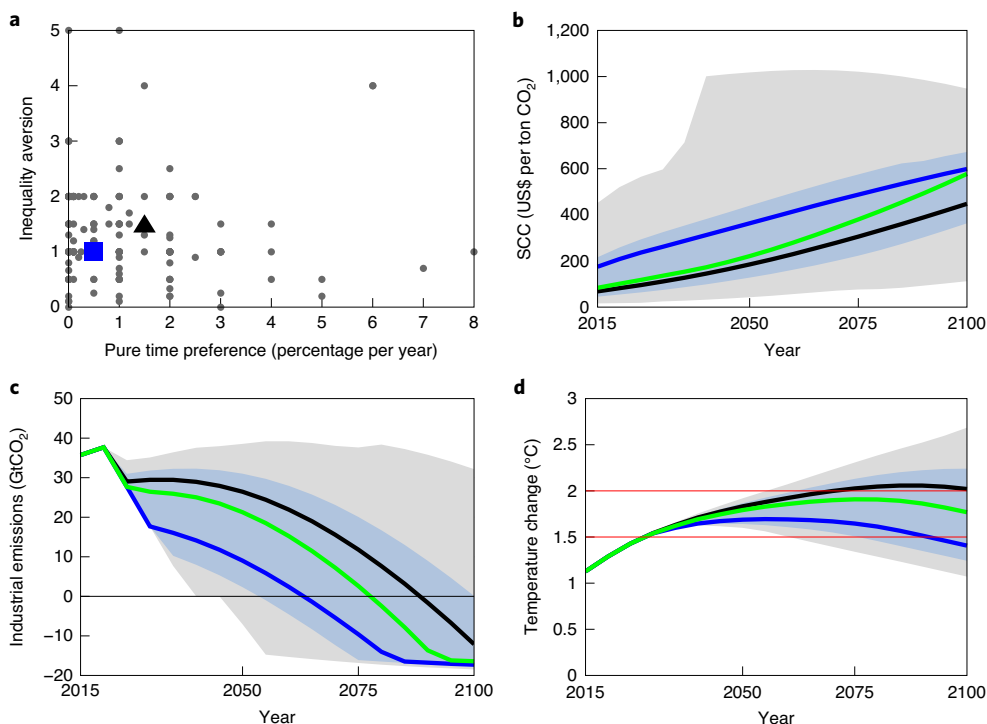 a
Inequality aversion
5
4
3
2
1
0
0 1 2 3 4 5 6 7 8
Pure time preference (percentage per year)
b
SCC (US$ per ton CO2)
1,200
1,000
800
600
400
200
0
2015 2050 2075 2100
Year
c
Industrial emissions (GtCO2)
50
40
30
20
10
0
−10
−20
2015 2050 2075 2100
Year
d
Temperature change (°C)
3
2.5
2
1.5
1
0
2015 2050 2075 2100
Year